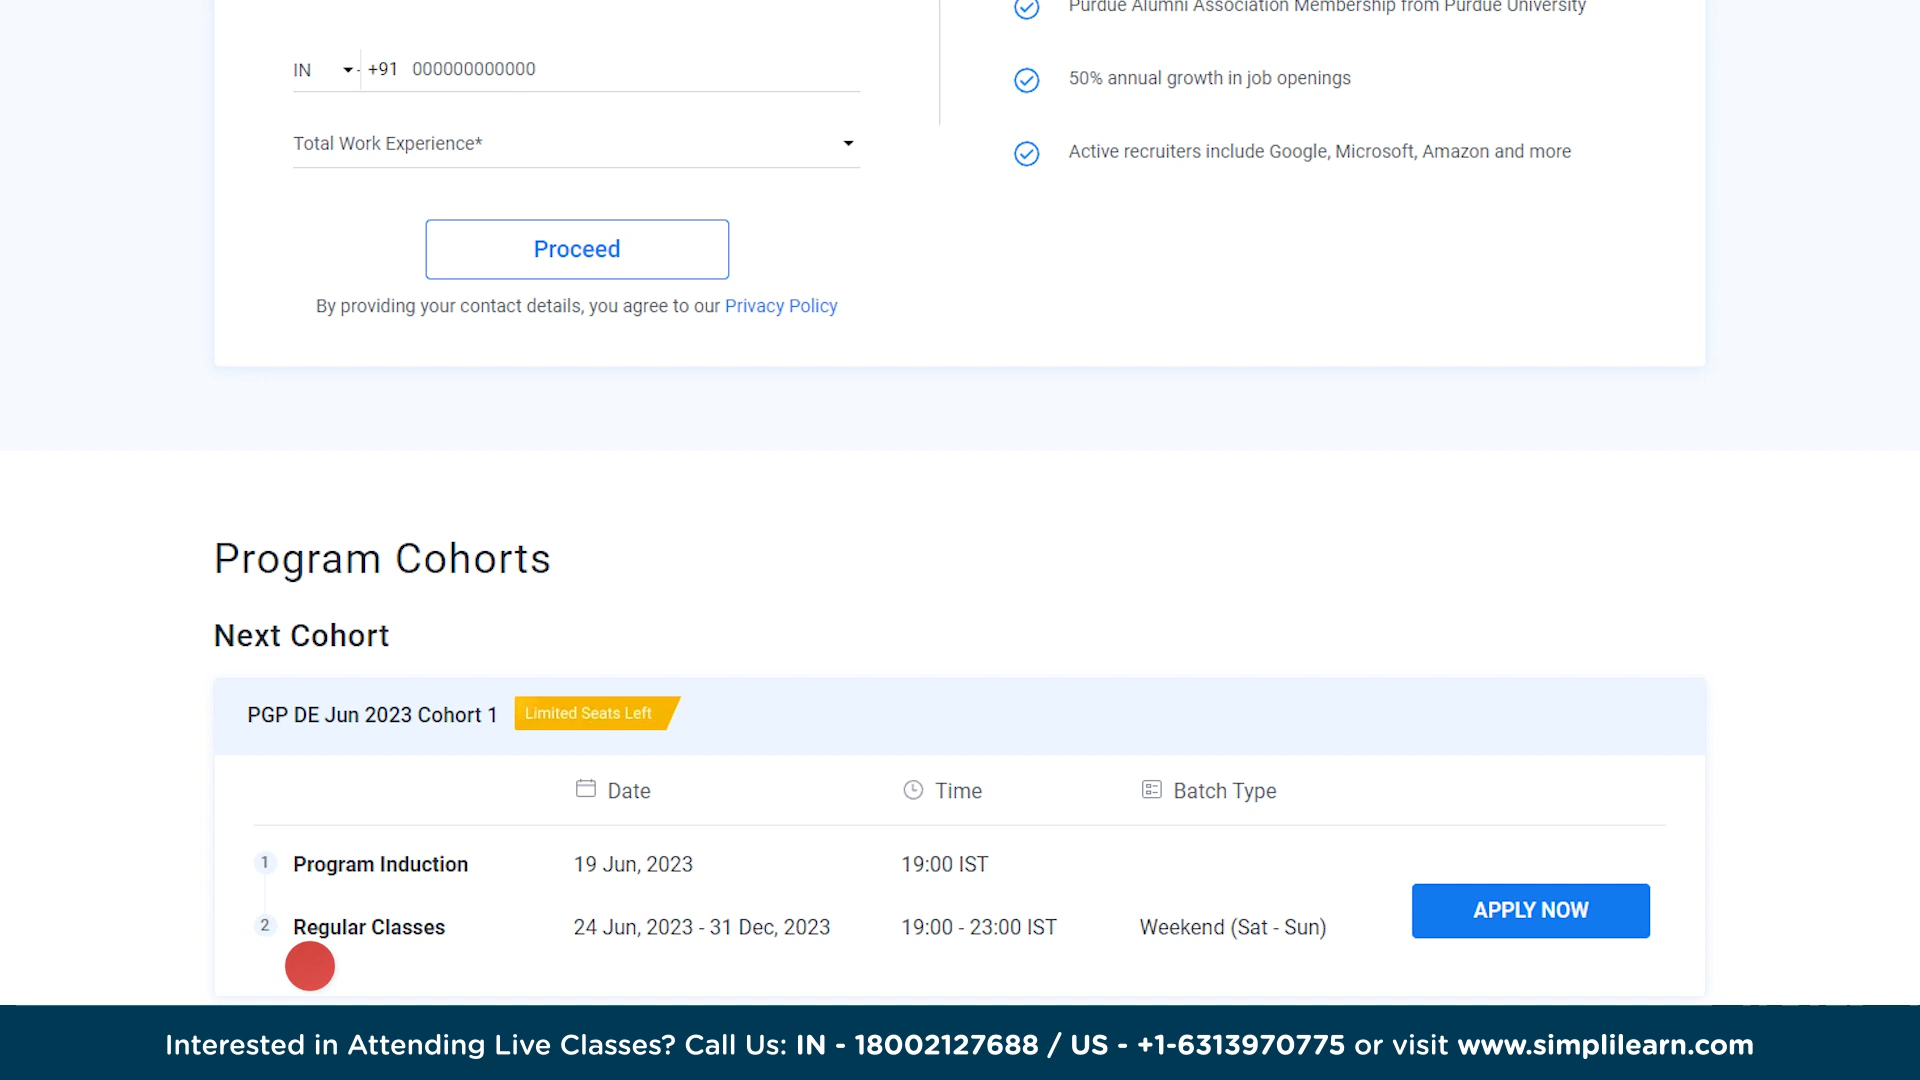 Purdue Alumni Association Membership from Purdue University
IN +91 000000000000
50% annual growth in job openings
Total Work Experience*
Active recruiters include Google, Microsoft, Amazon and more
Proceed
By providing your contact details, you agree to our Privacy Policy
Program Cohorts
Next Cohort
PGP DE Jun 2023 Cohort 1 Limited Seats Left
Date Time Batch Type
1 Program Induction 19 Jun, 2023 19:00 IST
2 Regular Classes 24 Jun, 2023 - 31 Dec, 2023 19:00 - 23:00 IST Weekend (Sat - Sun)
APPLY NOW
Interested in Attending Live Classes? Call Us: IN - 18002127688 / US - +1-6313970775 or visit www.simplilearn.com